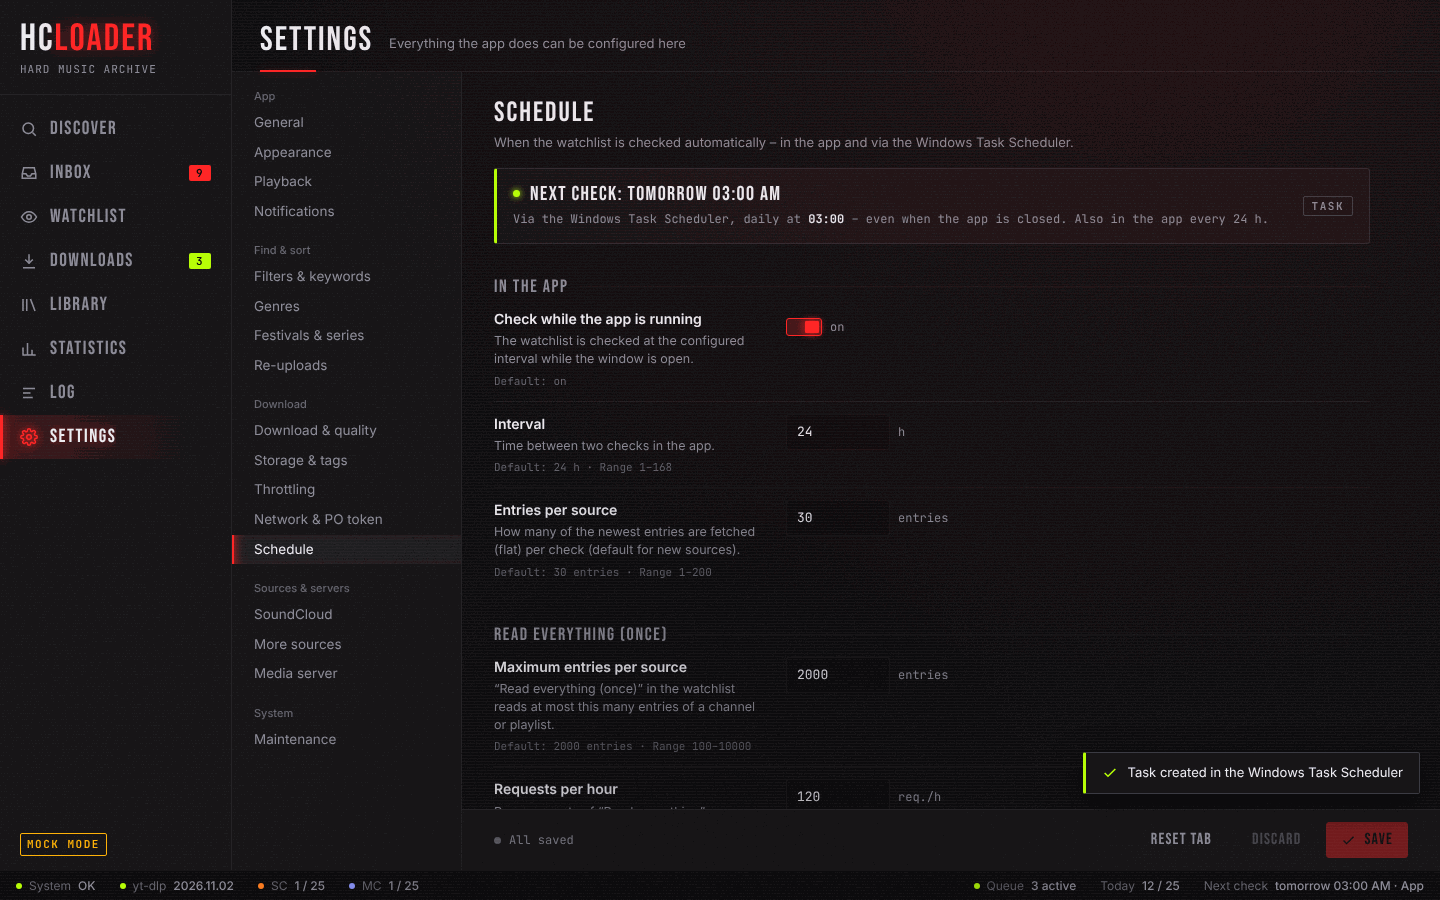 HCLOADER
HARD MUSIC ARCHIVE
DISCOVER
INBOX 9
WATCHLIST
DOWNLOADS 3
LIBRARY
STATISTICS
LOG
SETTINGS
MOCK MODE
SETTINGS Everything the app does can be configured here
App
General
Appearance
Playback
Notifications
Find & sort
Filters & keywords
Genres
Festivals & series
Re-uploads
Download
Download & quality
Storage & tags
Throttling
Network & PO token
Schedule
Sources & servers
SoundCloud
More sources
Media server
System
Maintenance
SCHEDULE
When the watchlist is checked automatically – in the app and via the Windows Task Scheduler.
NEXT CHECK: TOMORROW 03:00 AM
Via the Windows Task Scheduler, daily at 03:00 – even when the app is closed. Also in the app every 24 h.
TASK
IN THE APP
Check while the app is running
on
The watchlist is checked at the configured
interval while the window is open.
Default: on
Interval
24 h
Time between two checks in the app.
Default: 24 h · Range 1–168
Entries per source
30 entries
How many of the newest entries are fetched
(flat) per check (default for new sources).
Default: 30 entries · Range 1–200
READ EVERYTHING (ONCE)
Maximum entries per source
2000 entries
“Read everything (once)” in the watchlist
reads at most this many entries of a channel
or playlist.
Default: 2000 entries · Range 100–10000
Requests per hour
120 req./h
Task created in the Windows Task Scheduler
All saved
RESET TAB
DISCARD
SAVE
System OK yt-dlp 2026.11.02 SC 1 / 25 MC 1 / 25 Queue 3 active Today 12 / 25 Next check tomorrow 03:00 AM · App